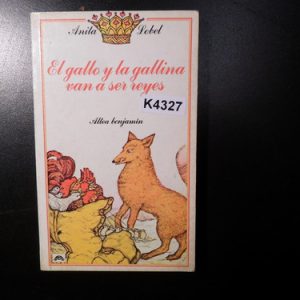 Anita Lobel
El gallo y la gallina
van a ser reyes
K4327
Altea benjamín